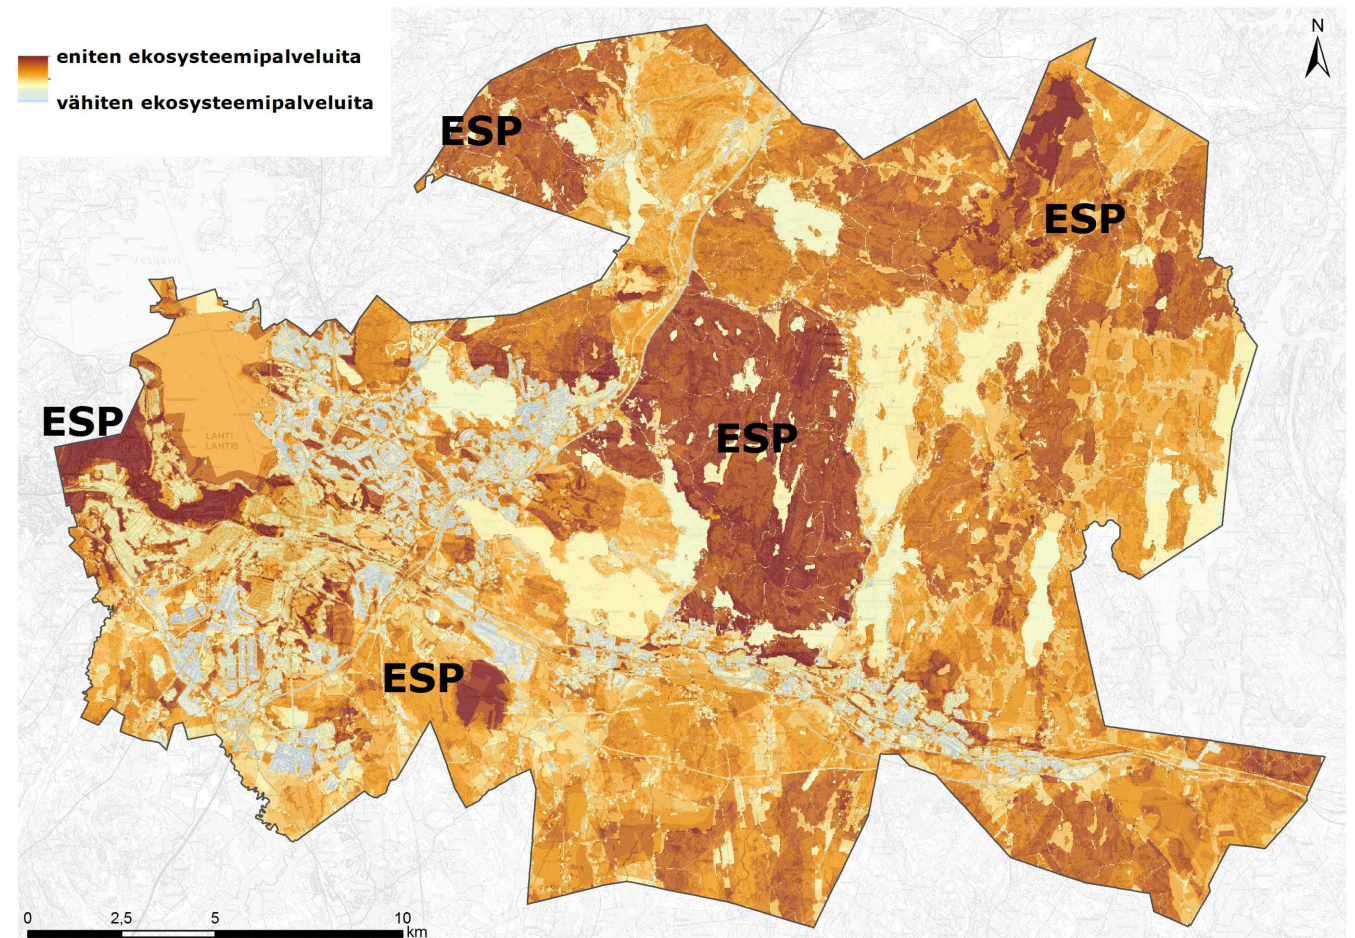 eniten ekosysteemipalveluita
vähiten ekosysteemipalveluita
N
ESP
ESP
ESP
LAHTI
LAHTIS
ESP
ESP
0 2,5 5 10
km